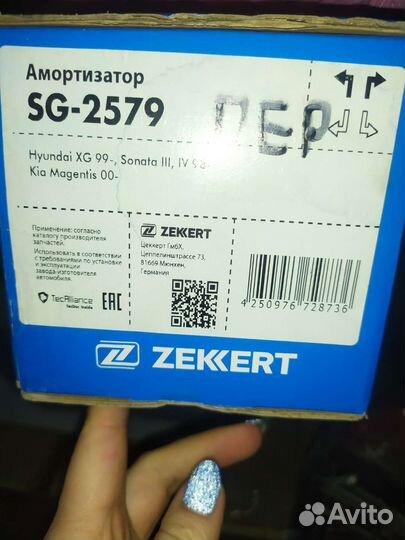 Амортизатор
SG-2579
ПЕР
Hyundai XG 99-, Sonata III, IV 98-
Kia Magentis 00-
Применение: согласно
каталогу производителя
запчастей.
Использовать в соответствии
с требованиями по установке
и эксплуатации
завода-изготовителя
автомобиля.
ZEKKERT
Цеккерт ГмбХ,
Цеппелинштрассе 73,
81669 Мюнхен,
Германия
TecAlliance
EAC
4 250976 728736
ZEKKERT
Avito